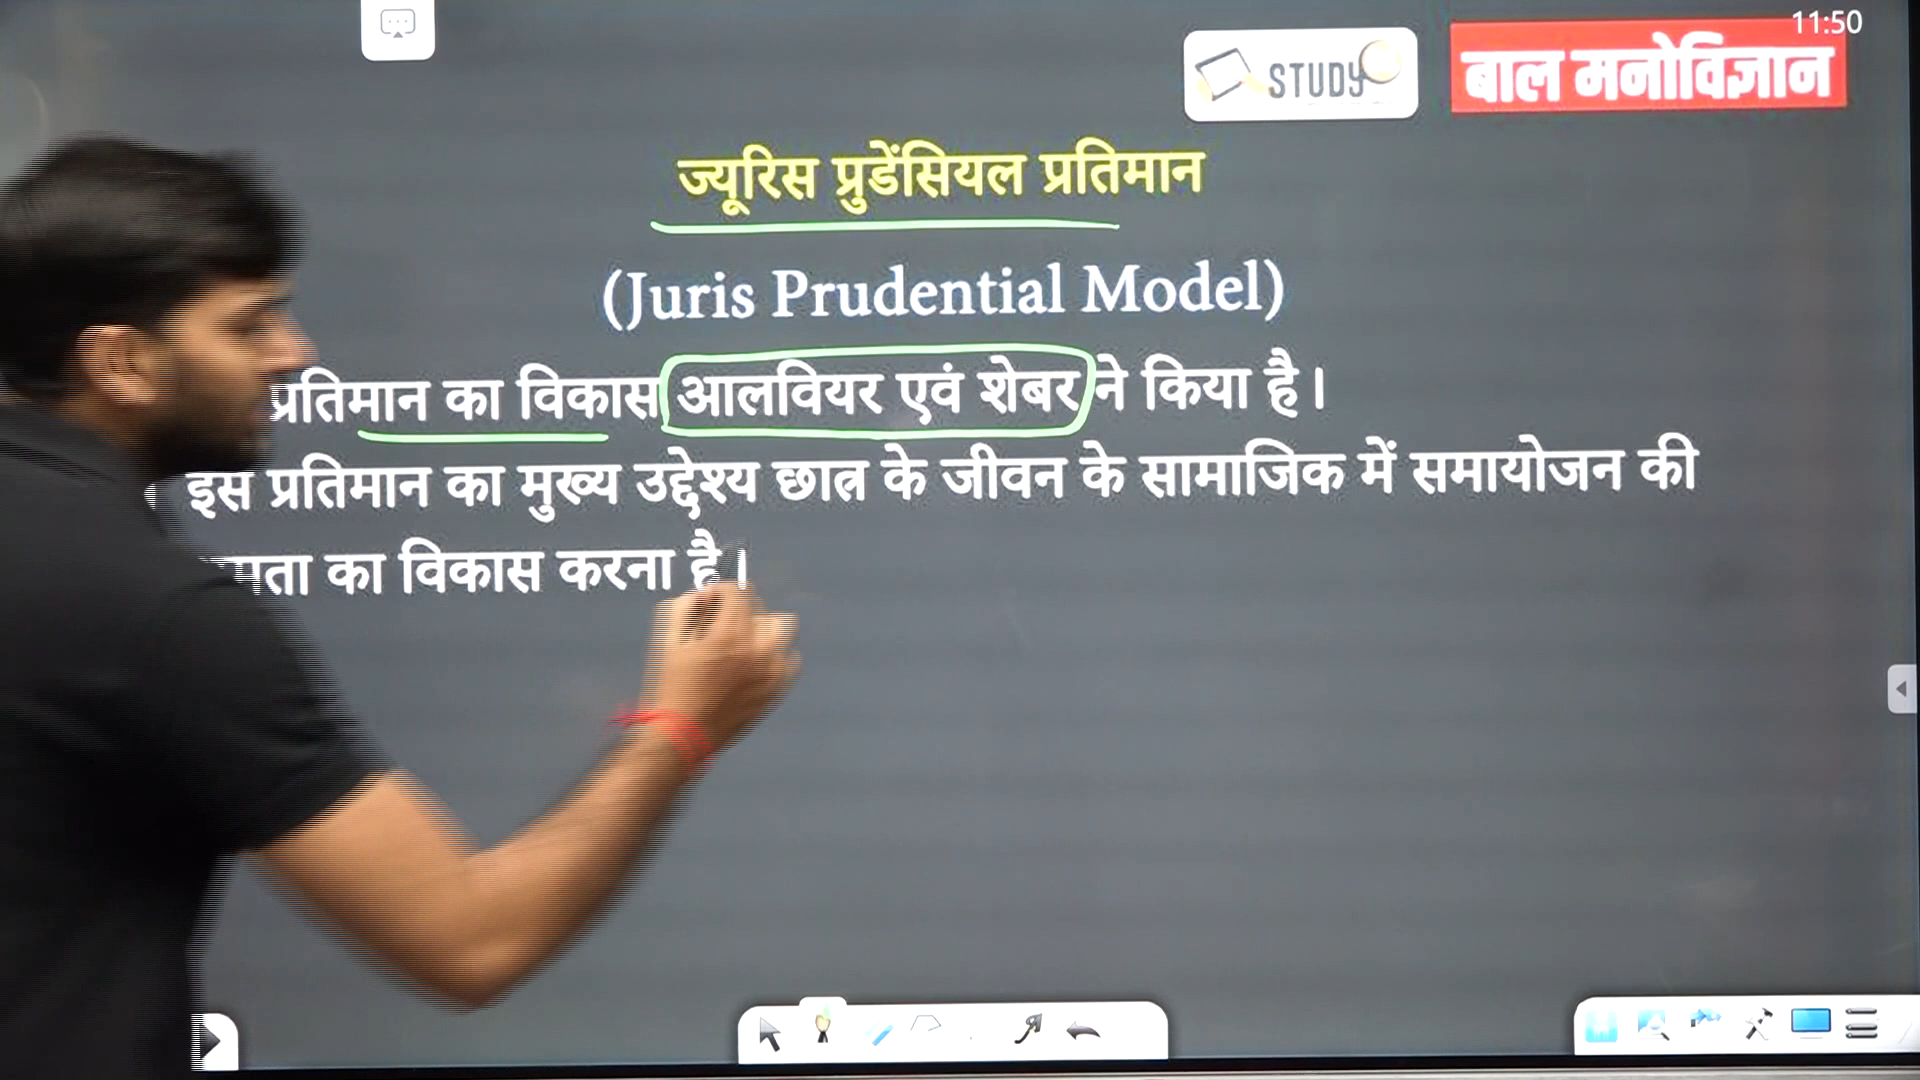 11:50
STUDY
बाल मनोविज्ञान
ज्यूरिस प्रुडेंसियल प्रतिमान
(Juris Prudential Model)
प्रतिमान का विकास आलवियर एवं शेबर ने किया है।
इस प्रतिमान का मुख्य उद्देश्य छात्र के जीवन के सामाजिक में समायोजन की
का विकास करना है।